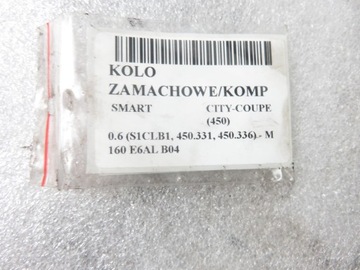 KOLO
ZAMACHOWE/KOMP
SMART CITY-COUPE
(450)
0.6 (S1CLB1, 450.331, 450.336) - M
160 E6AL B04